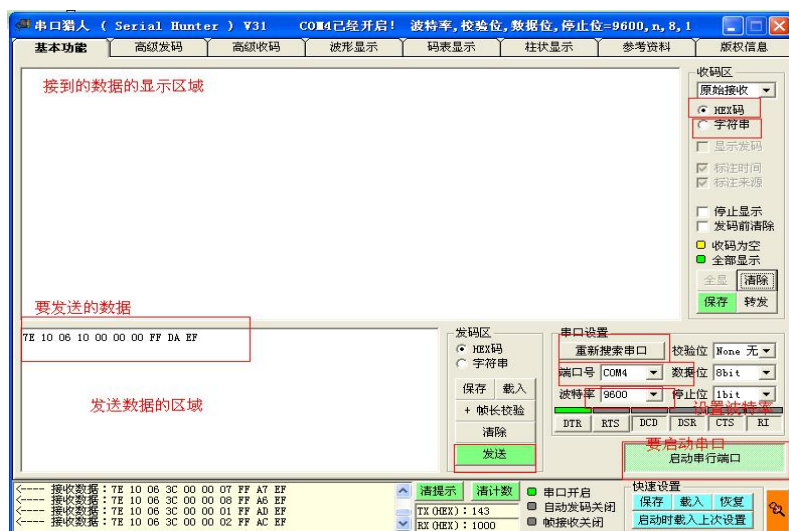 串口猎人 ( Serial Hunter ) V31 COM4已经开启! 波特率,校验位,数据位,停止位=9600,n,8,1
基本功能 高级发码 高级收码 波形显示 码表显示 柱状显示 参考资料 版权信息
接到的数据的显示区域
收码区
原始接收
HEX码
字符串
显示发码
标注时间
标注来源
停止显示
发码前清除
收码为空
全部显示
全显 清除
保存 转发
要发送的数据
7E 10 06 10 00 00 00 FF DA EF
发送数据的区域
发码区
HEX码
字符串
保存 载入
+ 帧长校验
清除
发送
串口设置
重新搜索串口 校验位 None 无
端口号 COM4 数据位 8bit
波特率 9600 停止位 1bit
设置波特率
DTR RTS DCD DSR CTS RI
要启动串口
启动串行端口
<---- 接收数据：7E 10 06 3C 00 00 07 FF A7 EF
<---- 接收数据：7E 10 06 3C 00 00 08 FF A6 EF
<---- 接收数据：7E 10 06 3C 00 00 01 FF AD EF
<---- 接收数据：7E 10 06 3C 00 00 02 FF AC EF
清提示 清计数
TX(HEX)：143
RX(HEX)：1000
串口开启
自动发码关闭
帧接收关闭
快速设置
保存 载入 恢复
启动时载入上次设置